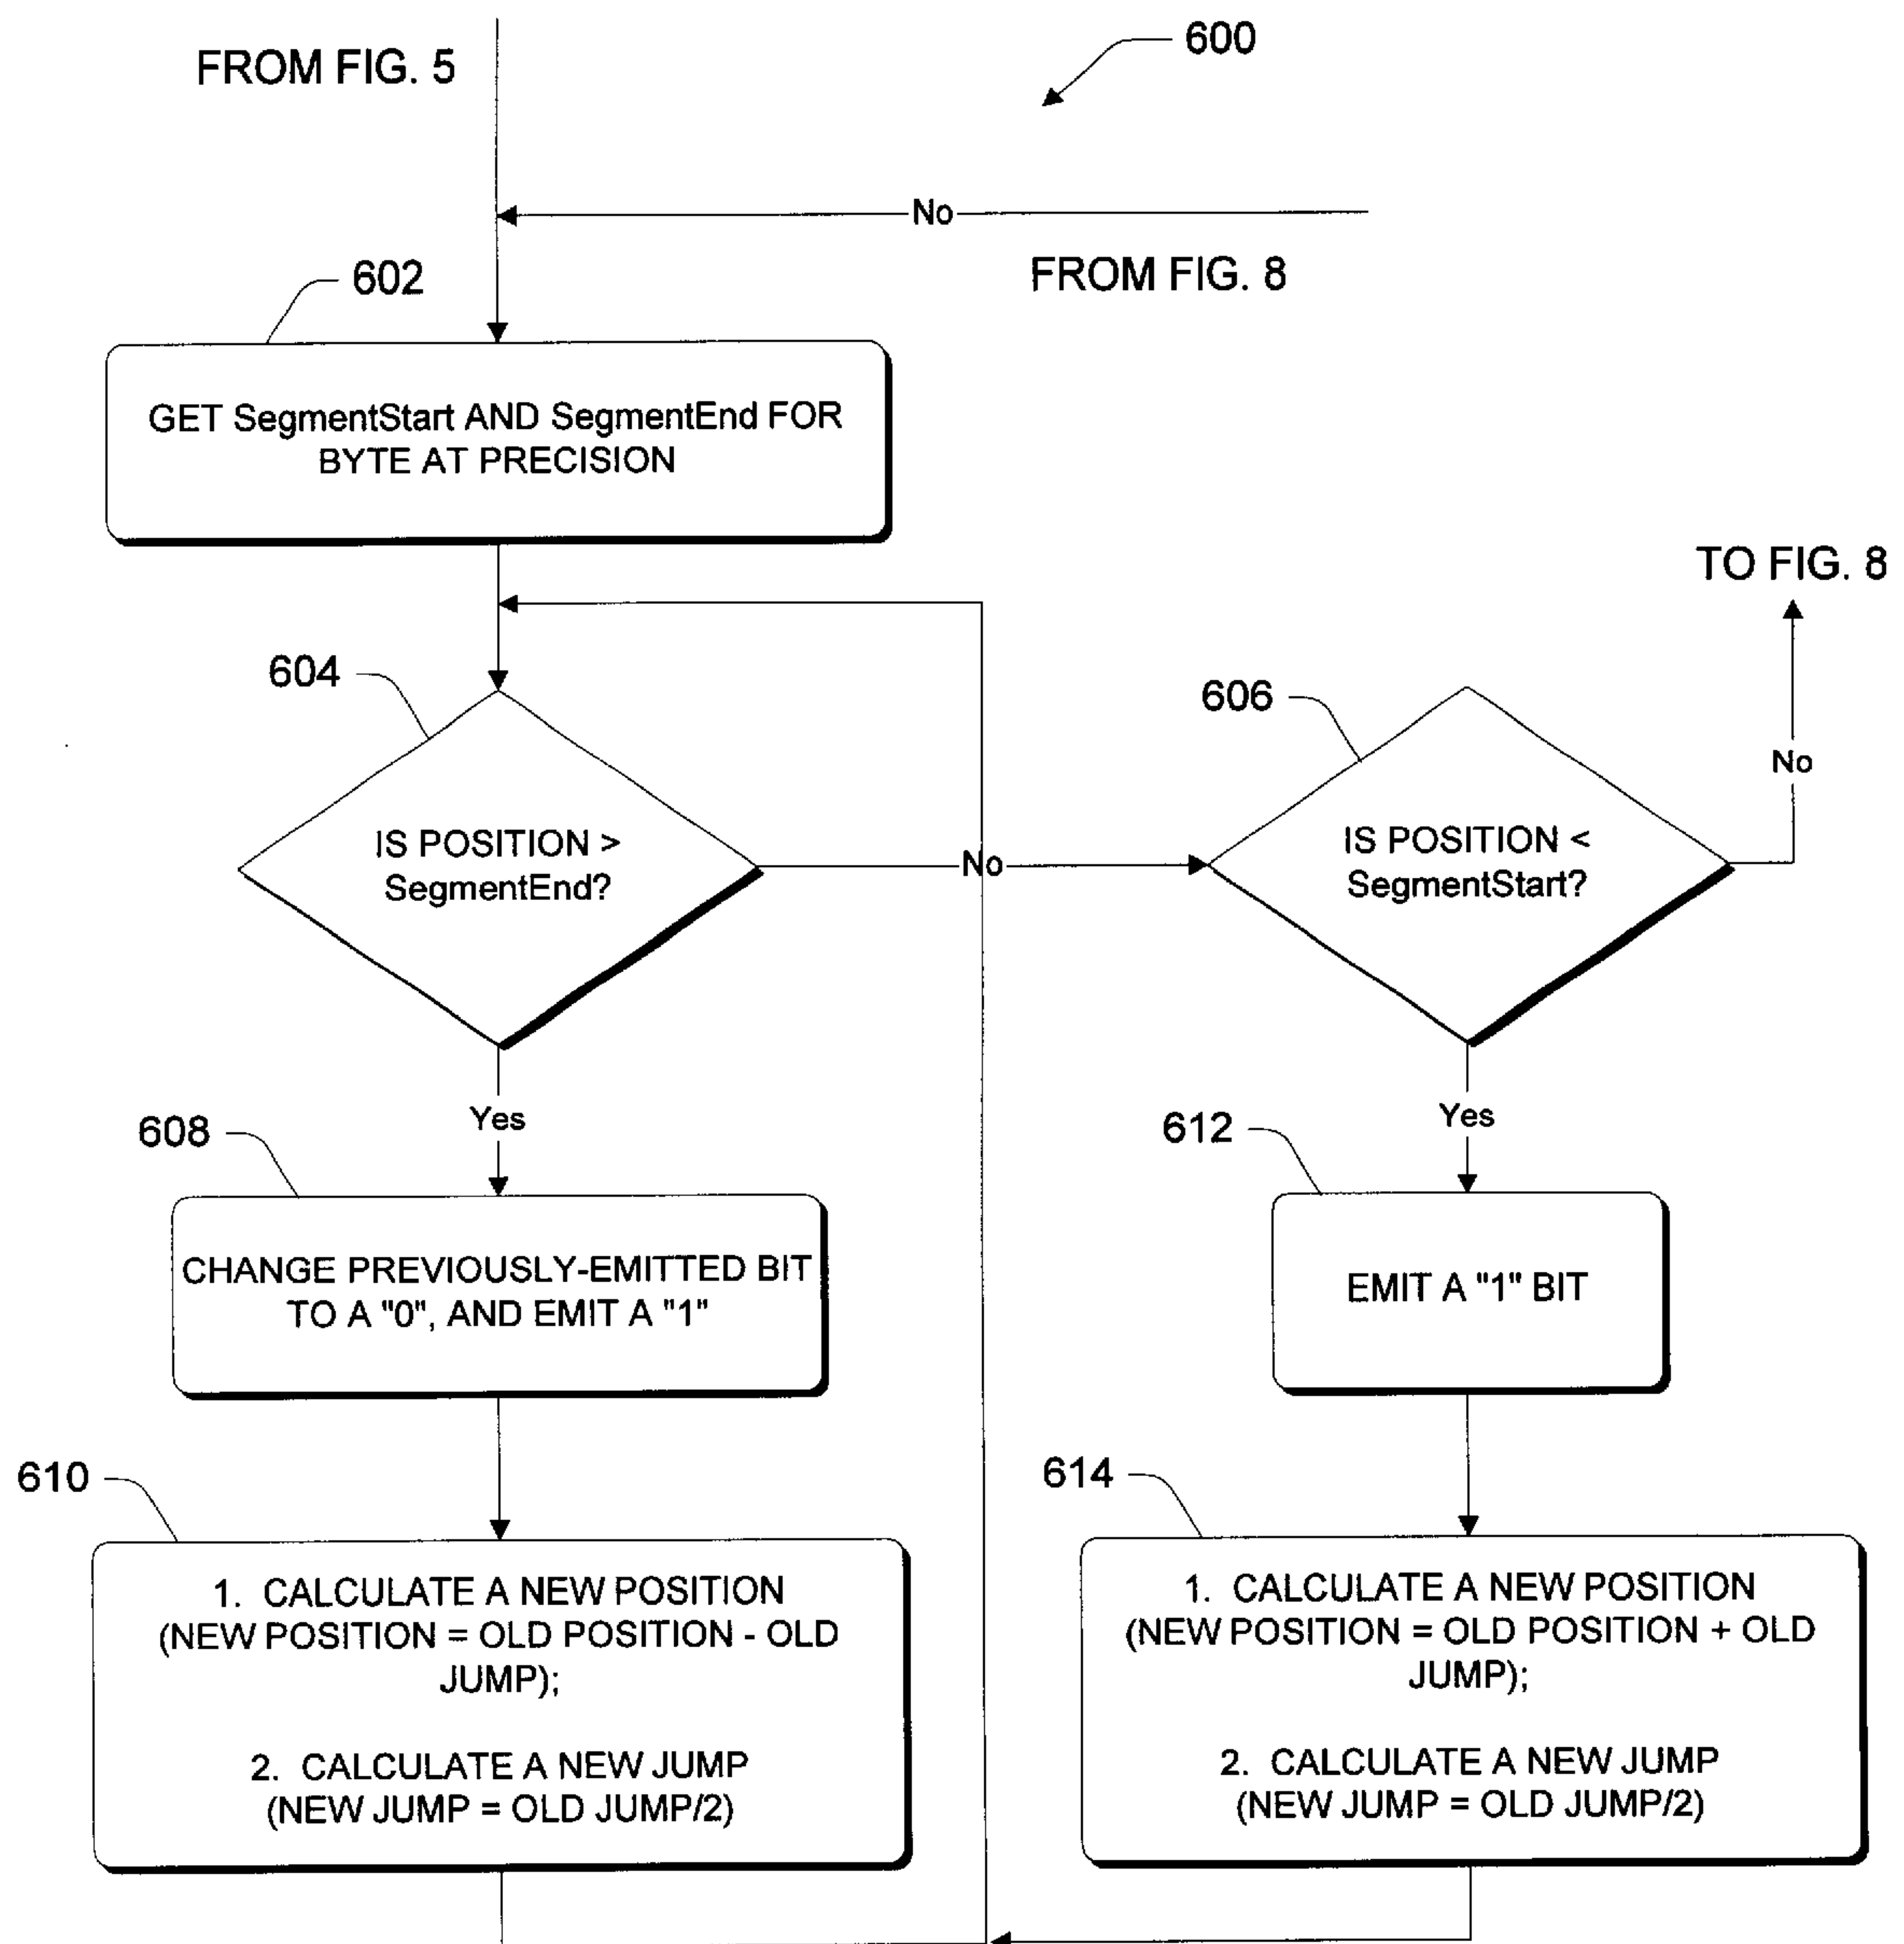 FROM FIG. 5
600
No
FROM FIG. 8
602
GET SegmentStart AND SegmentEnd FOR
BYTE AT PRECISION
TO FIG. 8
604
606
No
IS POSITION >
SegmentEnd?
No
IS POSITION <
SegmentStart?
Yes
Yes
608
612
CHANGE PREVIOUSLY-EMITTED BIT
TO A "0", AND EMIT A "1"
EMIT A "1" BIT
610
614
1. CALCULATE A NEW POSITION
(NEW POSITION = OLD POSITION - OLD
JUMP);
2. CALCULATE A NEW JUMP
(NEW JUMP = OLD JUMP/2)
1. CALCULATE A NEW POSITION
(NEW POSITION = OLD POSITION + OLD
JUMP);
2. CALCULATE A NEW JUMP
(NEW JUMP = OLD JUMP/2)